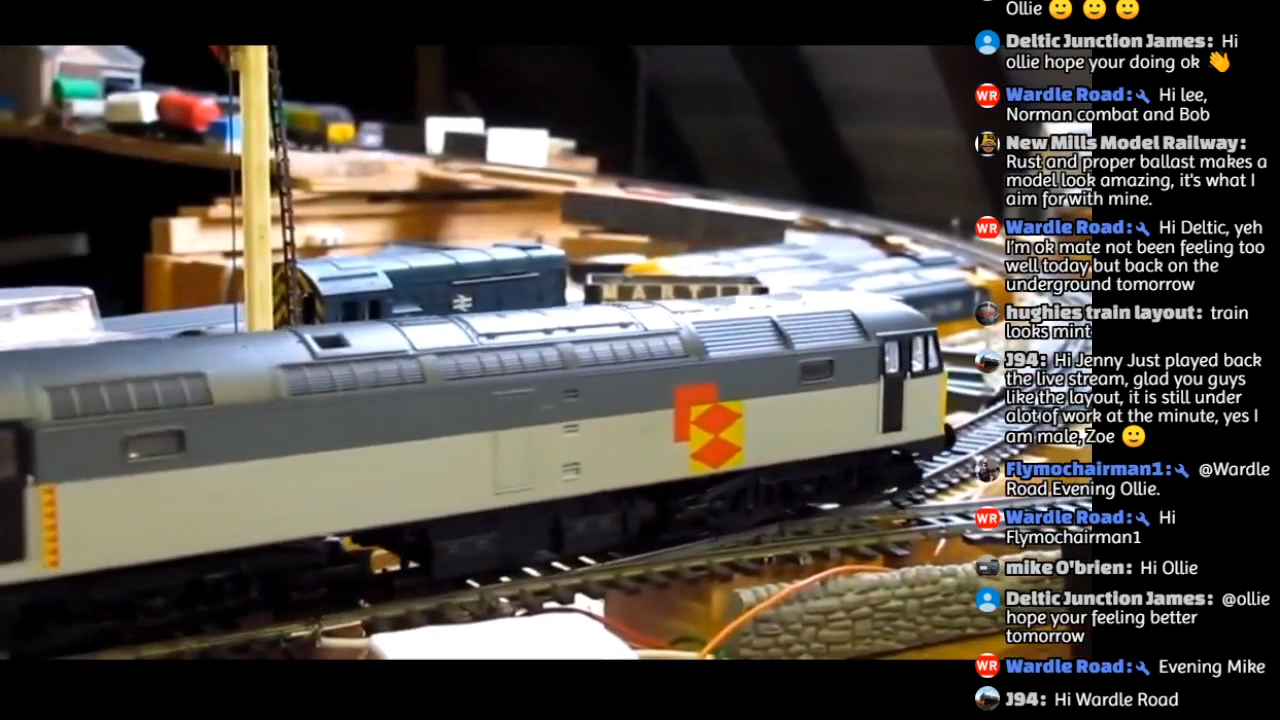 Ollie 🙂 🙂 🙂
Deltic Junction James: Hi
ollie hope your doing ok 👋
WR Wardle Road: Hi lee,
Norman combat and Bob
New Mills Model Railway:
Rust and proper ballast makes a
model look amazing, it's what I
aim for with mine.
WR Wardle Road: Hi Deltic, yeh
I'm ok mate not been feeling too
well today but back on the
underground tomorrow
hughies train layout: train
looks mint
J94: Hi Jenny Just played back
the live stream, glad you guys
like the layout, it is still under
alot of work at the minute, yes I
am male, Zoe 🙂
Flymochairman1: @Wardle
Road Evening Ollie.
WR Wardle Road: Hi
Flymochairman1
mike O'brien: Hi Ollie
Deltic Junction James: @ollie
hope your feeling better
tomorrow
WR Wardle Road: Evening Mike
J94: Hi Wardle Road